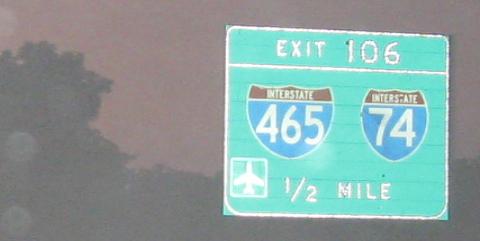 EXIT 106
INTERSTATE INTERSTATE
465 74
1/2 MILE